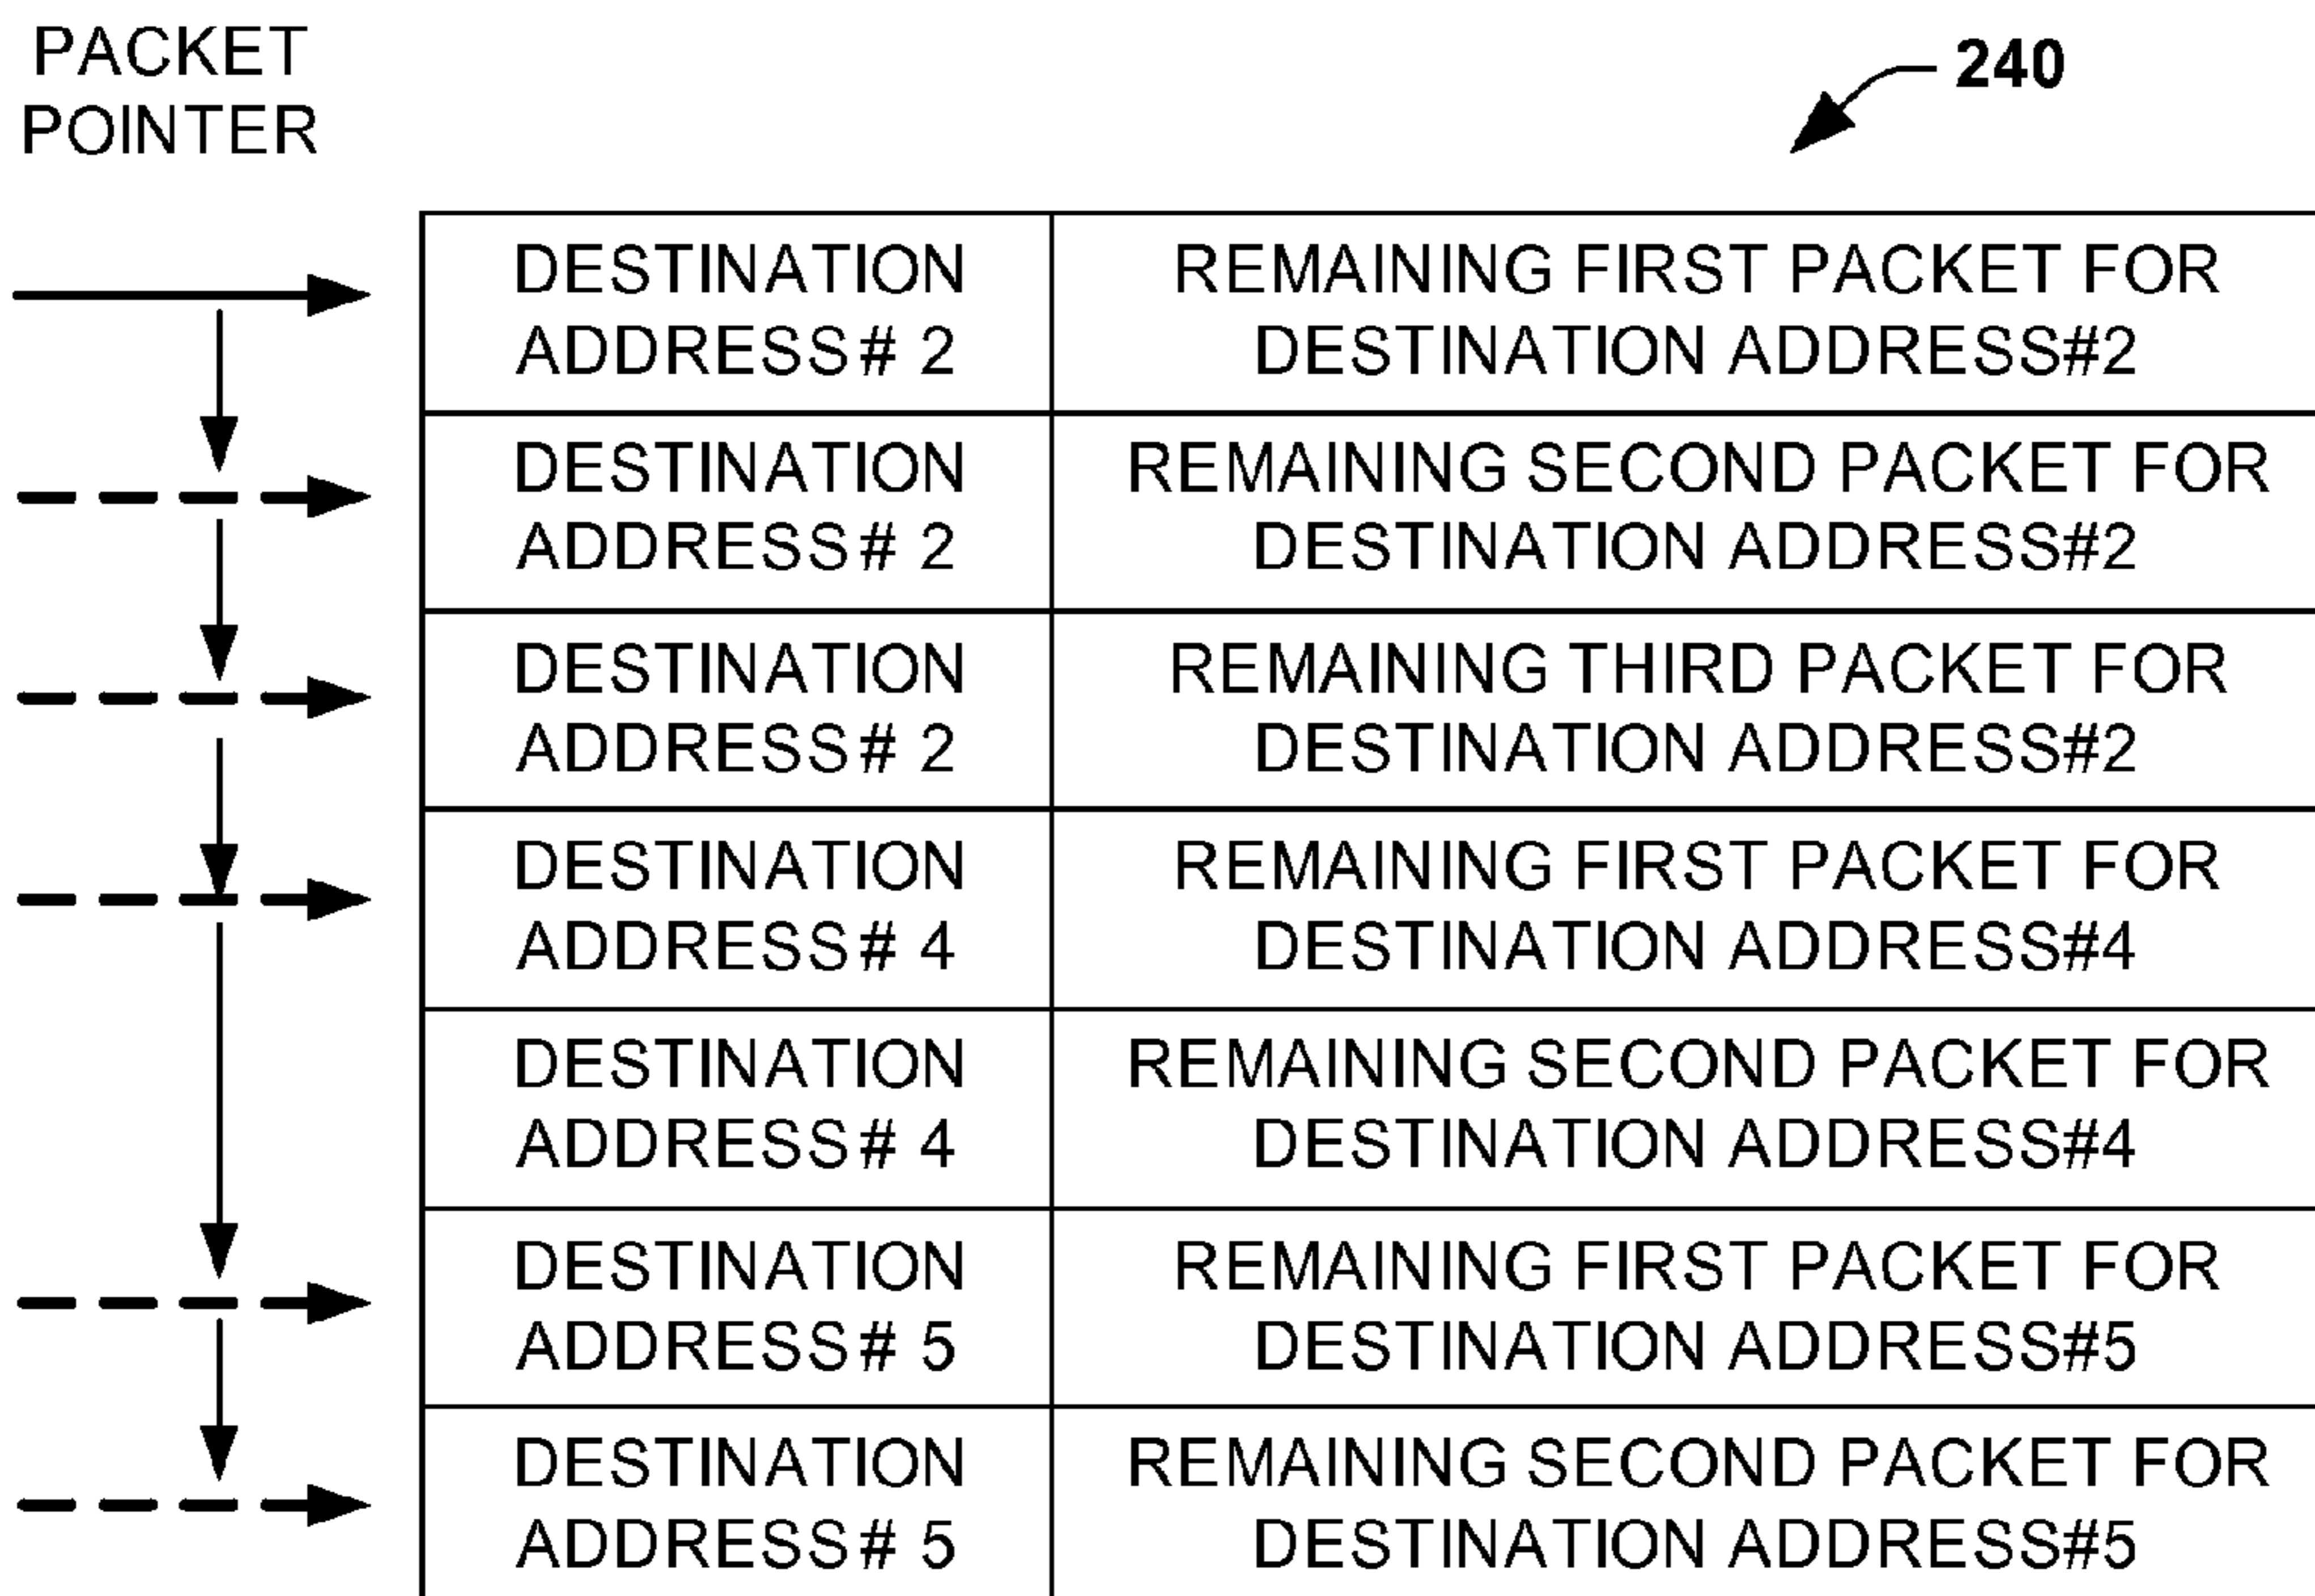 PACKET
POINTER
240
DESTINATION
ADDRESS# 2
REMAINING FIRST PACKET FOR
DESTINATION ADDRESS#2
DESTINATION
ADDRESS# 2
REMAINING SECOND PACKET FOR
DESTINATION ADDRESS#2
DESTINATION
ADDRESS# 2
REMAINING THIRD PACKET FOR
DESTINATION ADDRESS#2
DESTINATION
ADDRESS# 4
REMAINING FIRST PACKET FOR
DESTINATION ADDRESS#4
DESTINATION
ADDRESS# 4
REMAINING SECOND PACKET FOR
DESTINATION ADDRESS#4
DESTINATION
ADDRESS# 5
REMAINING FIRST PACKET FOR
DESTINATION ADDRESS#5
DESTINATION
ADDRESS# 5
REMAINING SECOND PACKET FOR
DESTINATION ADDRESS#5